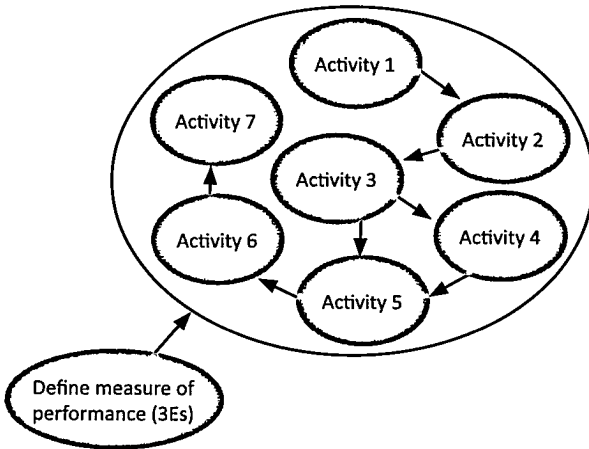 Activity 1
Activity 7
Activity 2
Activity 3
Activity 6
Activity 4
Activity 5
Define measure of
performance (3Es)